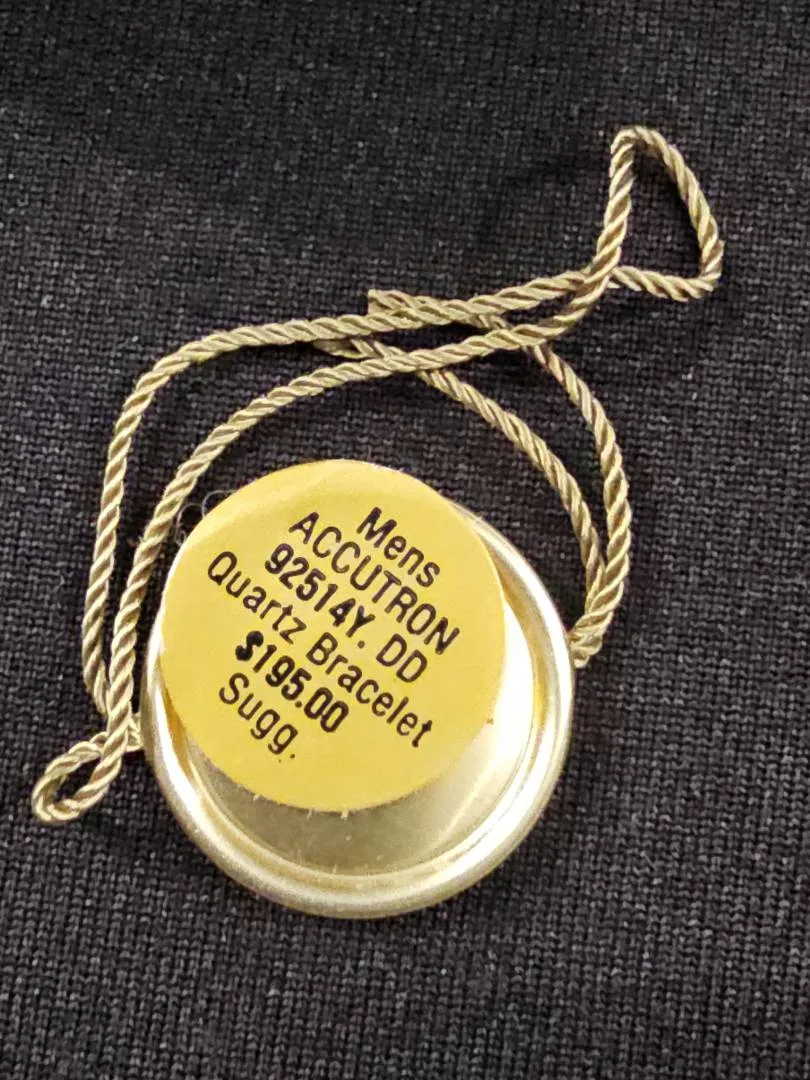 Mens
ACCUTRON
92514Y. DD
Quartz Bracelet
$195.00
Sugg.